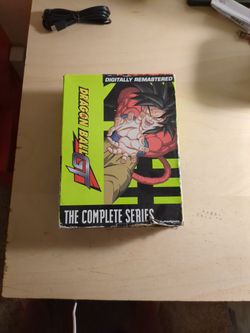 DIGITALLY REMASTERED
DRAGON BALL GT
THE COMPLETE SERIES